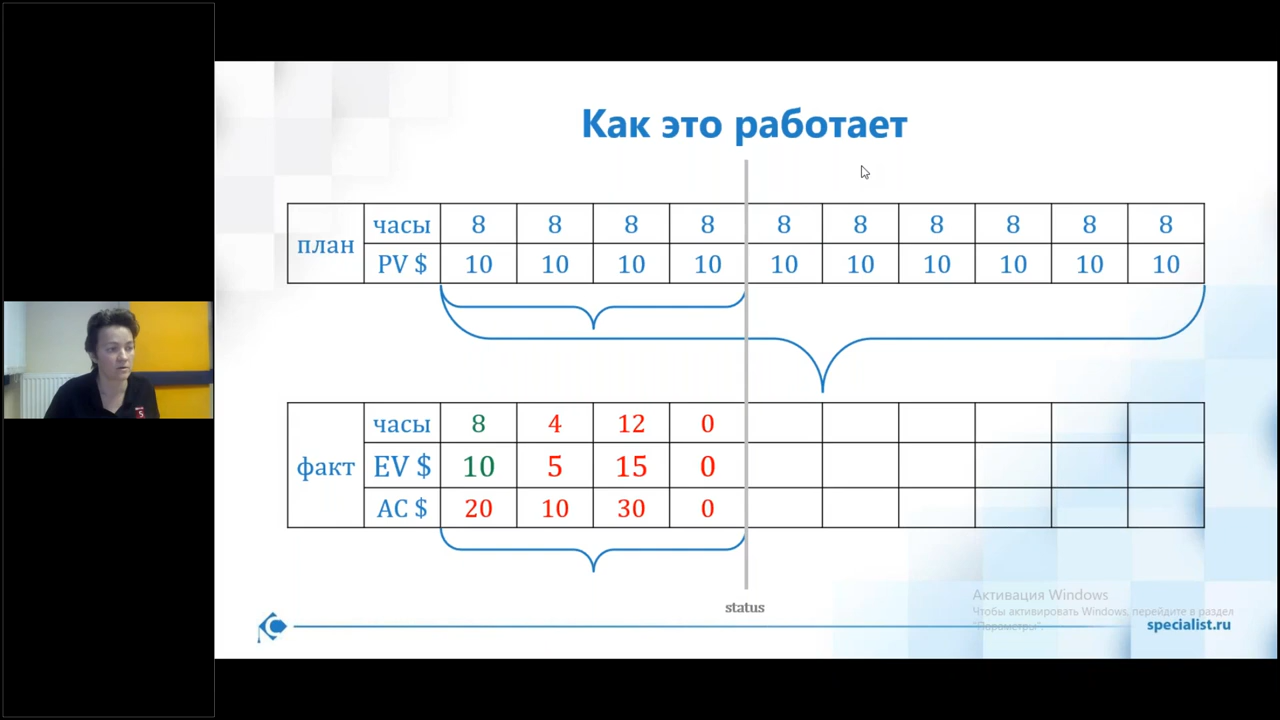 Как это работает
план часы 8 8 8 8 8 8 8 8 8 8
PV $ 10 10 10 10 10 10 10 10 10 10
факт часы 8 4 12 0
EV $ 10 5 15 0
AC $ 20 10 30 0
status
Активация Windows
Чтобы активировать Windows, перейдите в раздел
"Параметры".
specialist.ru